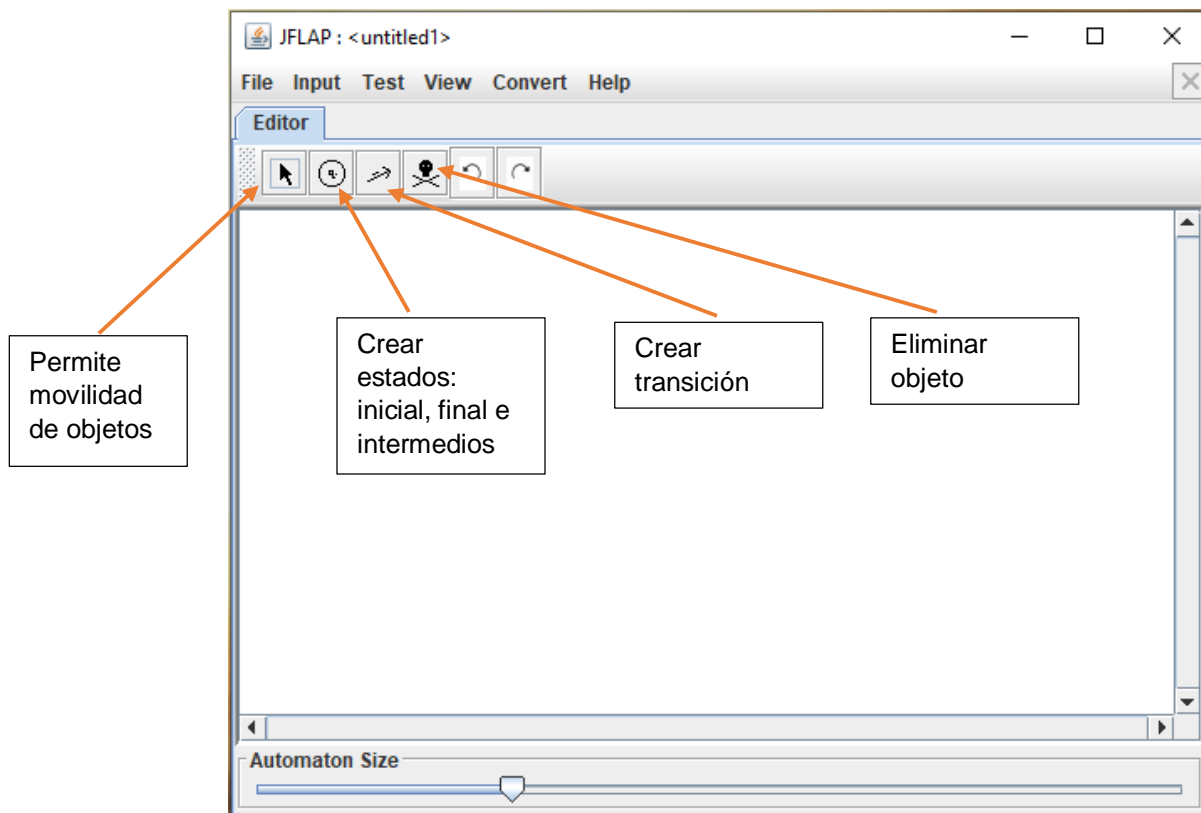 JFLAP : <untitled1>
File Input Test View Convert Help
Editor
Permite
movilidad
de objetos
Crear
estados:
inicial, final e
intermedios
Crear
transición
Eliminar
objeto
Automaton Size